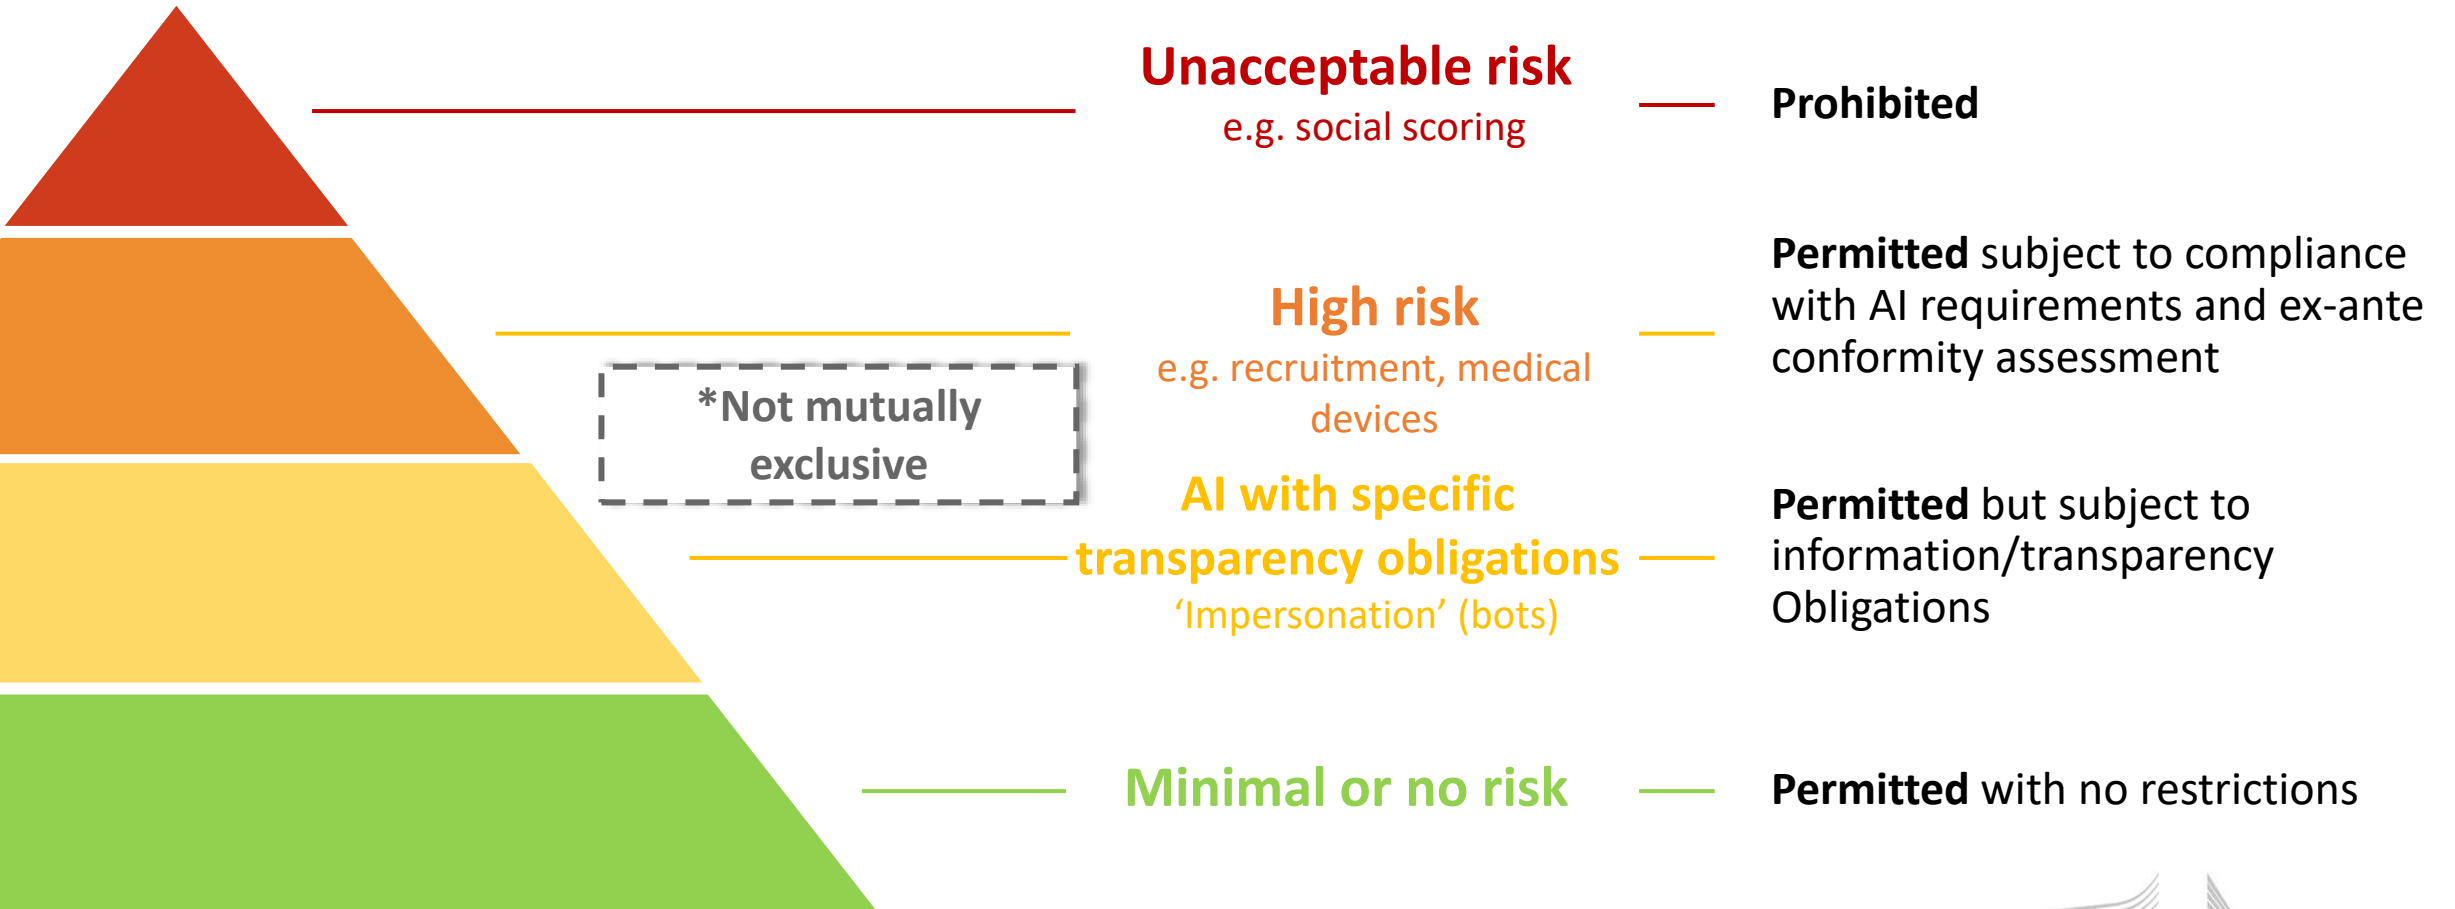 Unacceptable risk
e.g. social scoring
Prohibited
High risk
e.g. recruitment, medical
devices
Permitted subject to compliance
with AI requirements and ex-ante
conformity assessment
*Not mutually
exclusive
AI with specific
transparency obligations
‘Impersonation’ (bots)
Permitted but subject to
information/transparency
Obligations
Minimal or no risk
Permitted with no restrictions